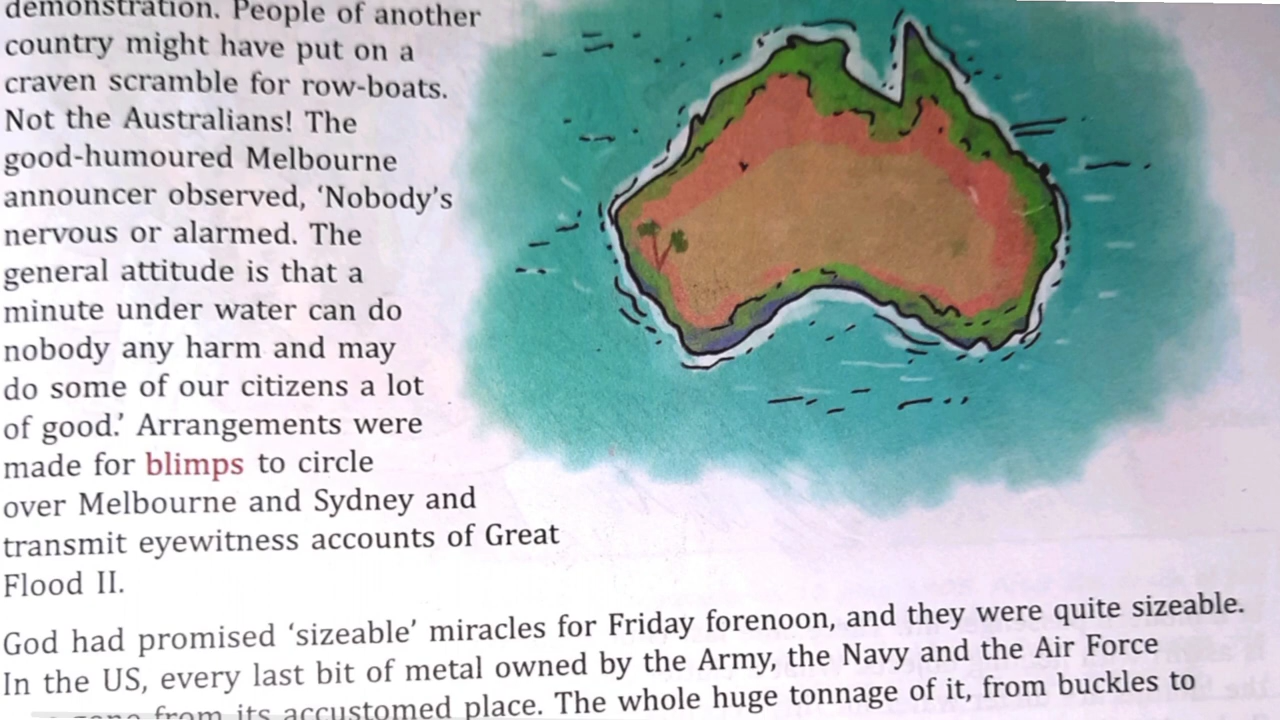 demonstration. People of another
country might have put on a
craven scramble for row-boats.
Not the Australians! The
good-humoured Melbourne
announcer observed, ‘Nobody’s
nervous or alarmed. The
general attitude is that a
minute under water can do
nobody any harm and may
do some of our citizens a lot
of good.’ Arrangements were
made for blimps to circle
over Melbourne and Sydney and
transmit eyewitness accounts of Great
Flood II.
God had promised ‘sizeable’ miracles for Friday forenoon, and they were quite sizeable.
In the US, every last bit of metal owned by the Army, the Navy and the Air Force
from its accustomed place. The whole huge tonnage of it, from buckles to